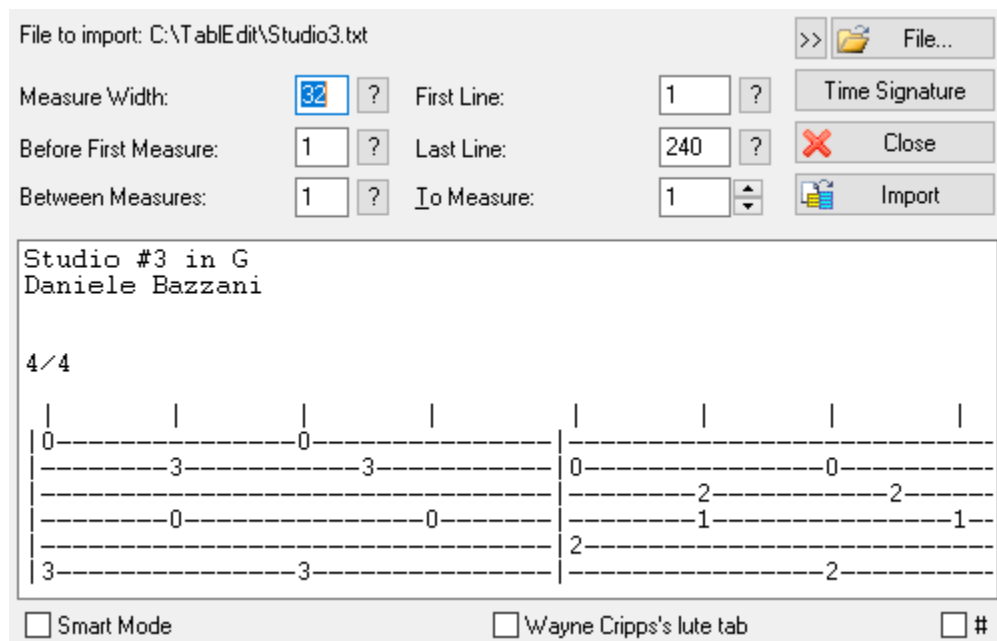 File to import: C:\TablEdit\Studio3.txt
>> File...
Measure Width: 32 ? First Line: 1 ? Time Signature
Before First Measure: 1 ? Last Line: 240 ? Close
Between Measures: 1 ? To Measure: 1 Import
Studio #3 in G
Daniele Bazzani
4/4
 |       |       |       |        |       |       |       |
|0---------------0---------------|---------------------------
|--------3-----------3-----------|0---------------0----------
|--------------------------------|--------2-----------2------
|--------0---------------0-------|--------1---------------1--
|--------------------------------|2--------------------------
|3---------------3---------------|----------------2----------
Smart Mode Wayne Cripps's lute tab #